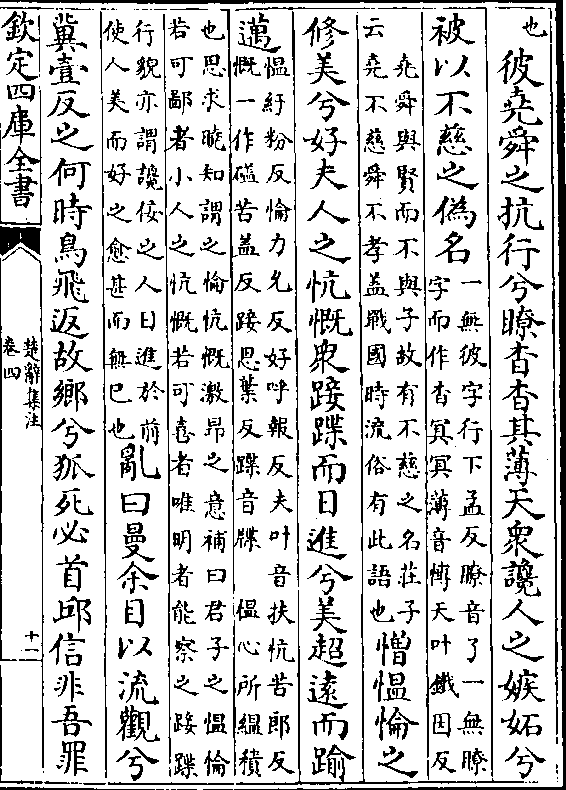 也彼堯舜之抗行兮瞭杳杳其薄天衆讒人之嫉妬兮
被以不慈之偽名一無彼字行下孟反瞭音了一無瞭字而作杳冥冥薄音愽天叶鐵因反
堯舜與賢而不與子故有不慈之名莊子云堯不慈舜不孝葢戰國時流俗有此語也憎愠惀之
修美兮好夫人之忼慨衆踥蹀而日進兮美超遠而踰
邁愠紆粉反惀力允反好呼報反夫叶音扶忼苦郎反慨一作磕苦盖反踥思葉反蹀音牒 愠心所緼積
也思求曉知謂之惀忼慨激昂之意補曰君子之愠惀若可鄙者小人之忼慨若可喜者唯明者能察之踥蹀
行貌亦謂讒佞之人日進於前使人美而好之愈甚而無已也亂曰曼余目以流觀兮
冀壹反之何時鳥飛返故鄉兮狐死必首邱信非吾罪
欽定四庫全書
楚辭集注
卷四
十一